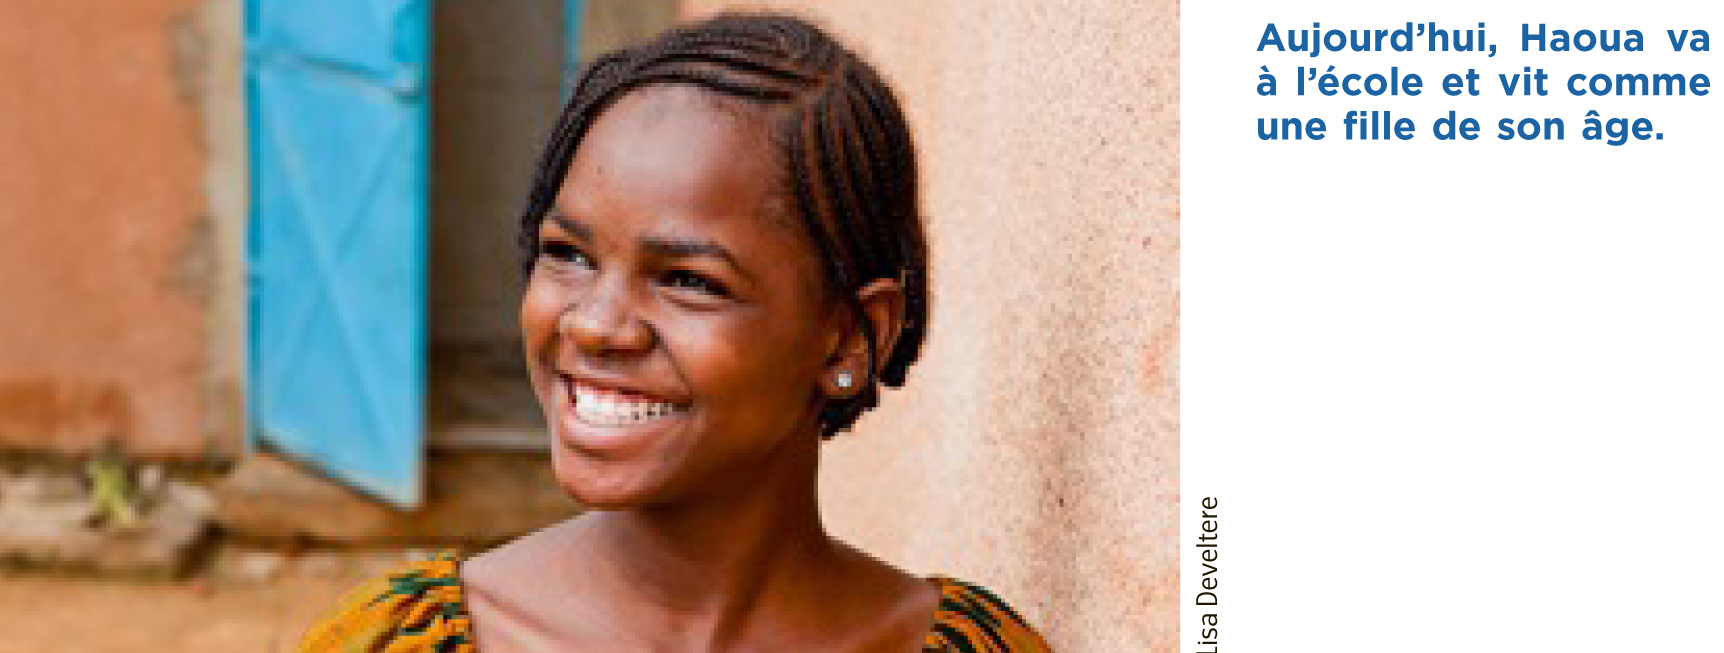 Aujourd’hui, Haoua va
à l’école et vit comme
une fille de son âge.
Lisa Develtere